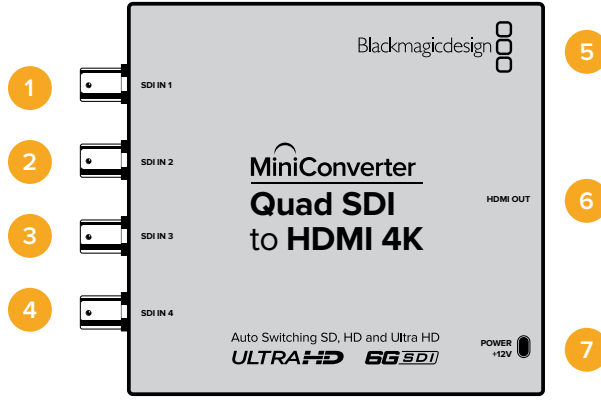 Blackmagicdesign
1
SDI IN 1
5
2
SDI IN 2
MiniConverter
Quad SDI
to HDMI 4K
HDMI OUT
6
3
SDI IN 3
4
SDI IN 4
Auto Switching SD, HD and Ultra HD
ULTRAHD 6G SDI
POWER
+12V
7